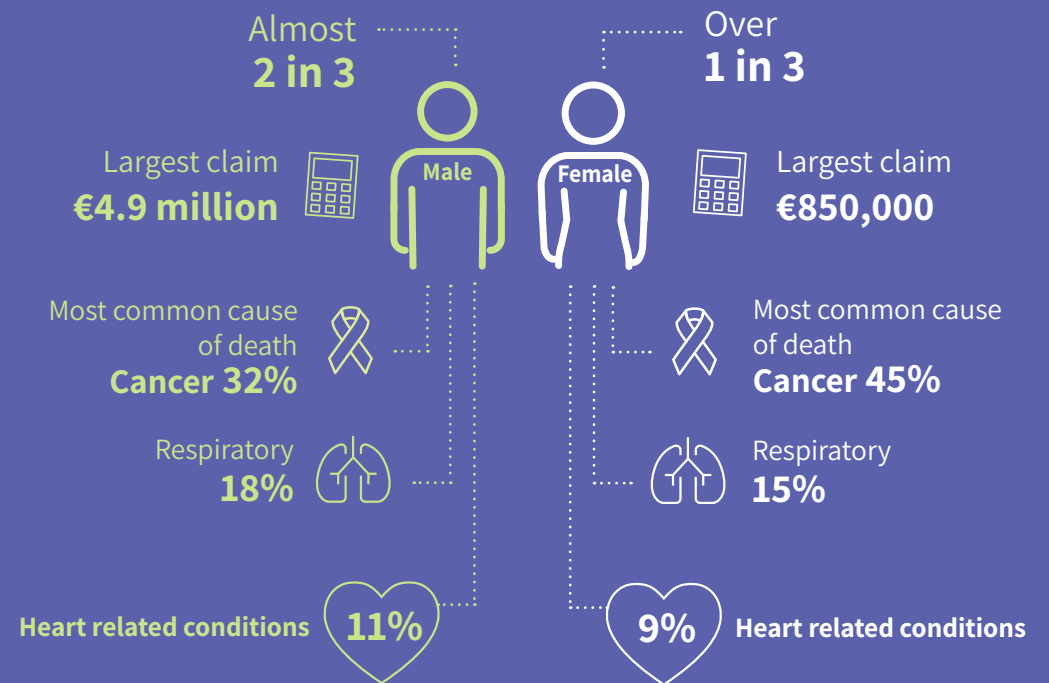 Almost
2 in 3
Over
1 in 3
Male
Female
Largest claim
€4.9 million
Largest claim
€850,000
Most common cause
of death
Cancer 32%
Most common cause
of death
Cancer 45%
Respiratory
18%
Respiratory
15%
Heart related conditions
11%
9%
Heart related conditions